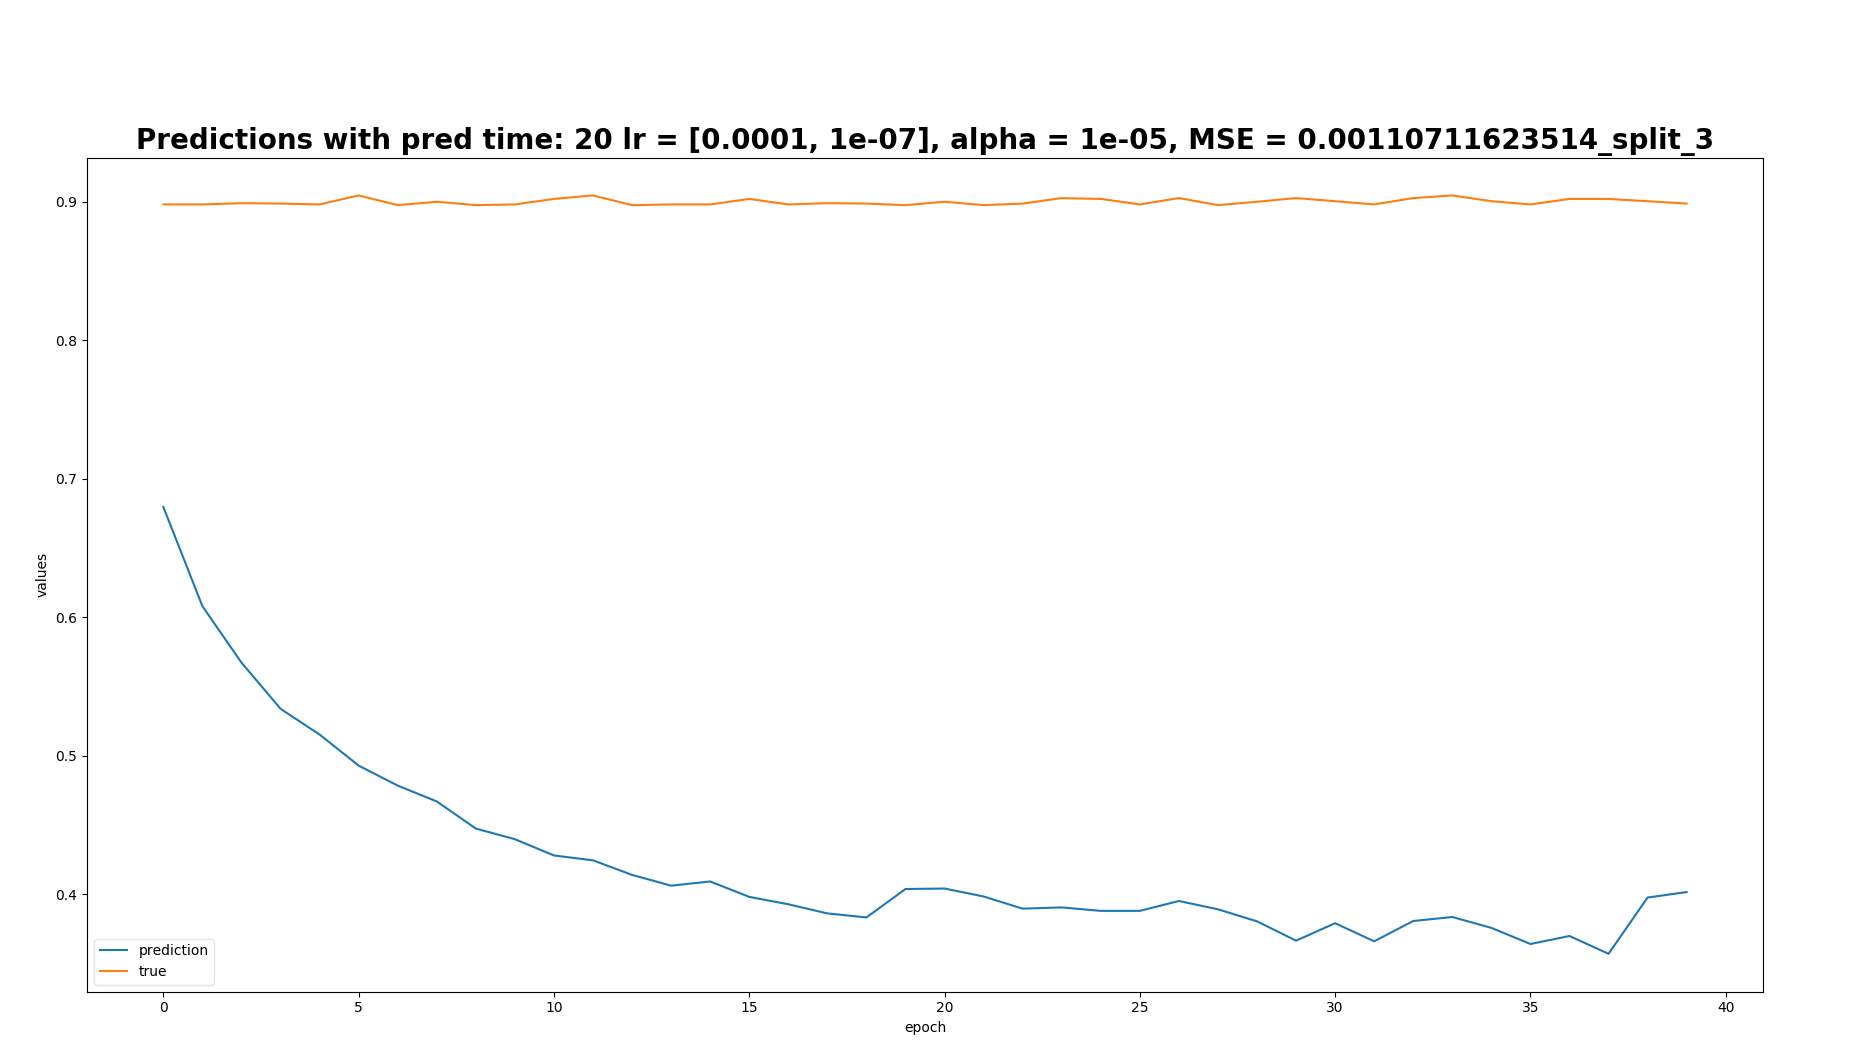 Predictions with pred time: 20 lr = [0.0001, 1e-07], alpha = 1e-05, MSE = 0.00110711623514_split_3
0.9
0.8
0.7
0.6
0.5
0.4
values
prediction
true
0 5 10 15 20 25 30 35 40
epoch